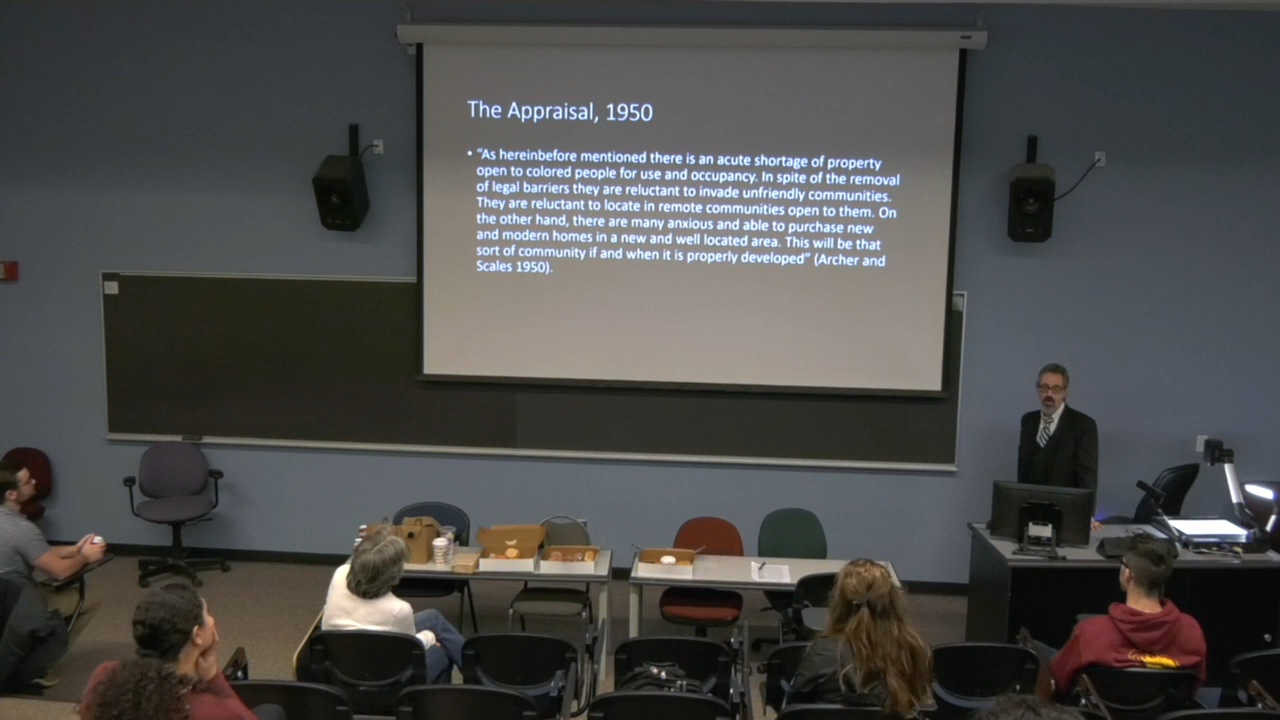 The Appraisal, 1950
• “As hereinbefore mentioned there is an acute shortage of property
open to colored people for use and occupancy. In spite of the removal
of legal barriers they are reluctant to invade unfriendly communities.
They are reluctant to locate in remote communities open to them. On
the other hand, there are many anxious and able to purchase new
and modern homes in a new and well located area. This will be that
sort of community if and when it is properly developed” (Archer and
Scales 1950).